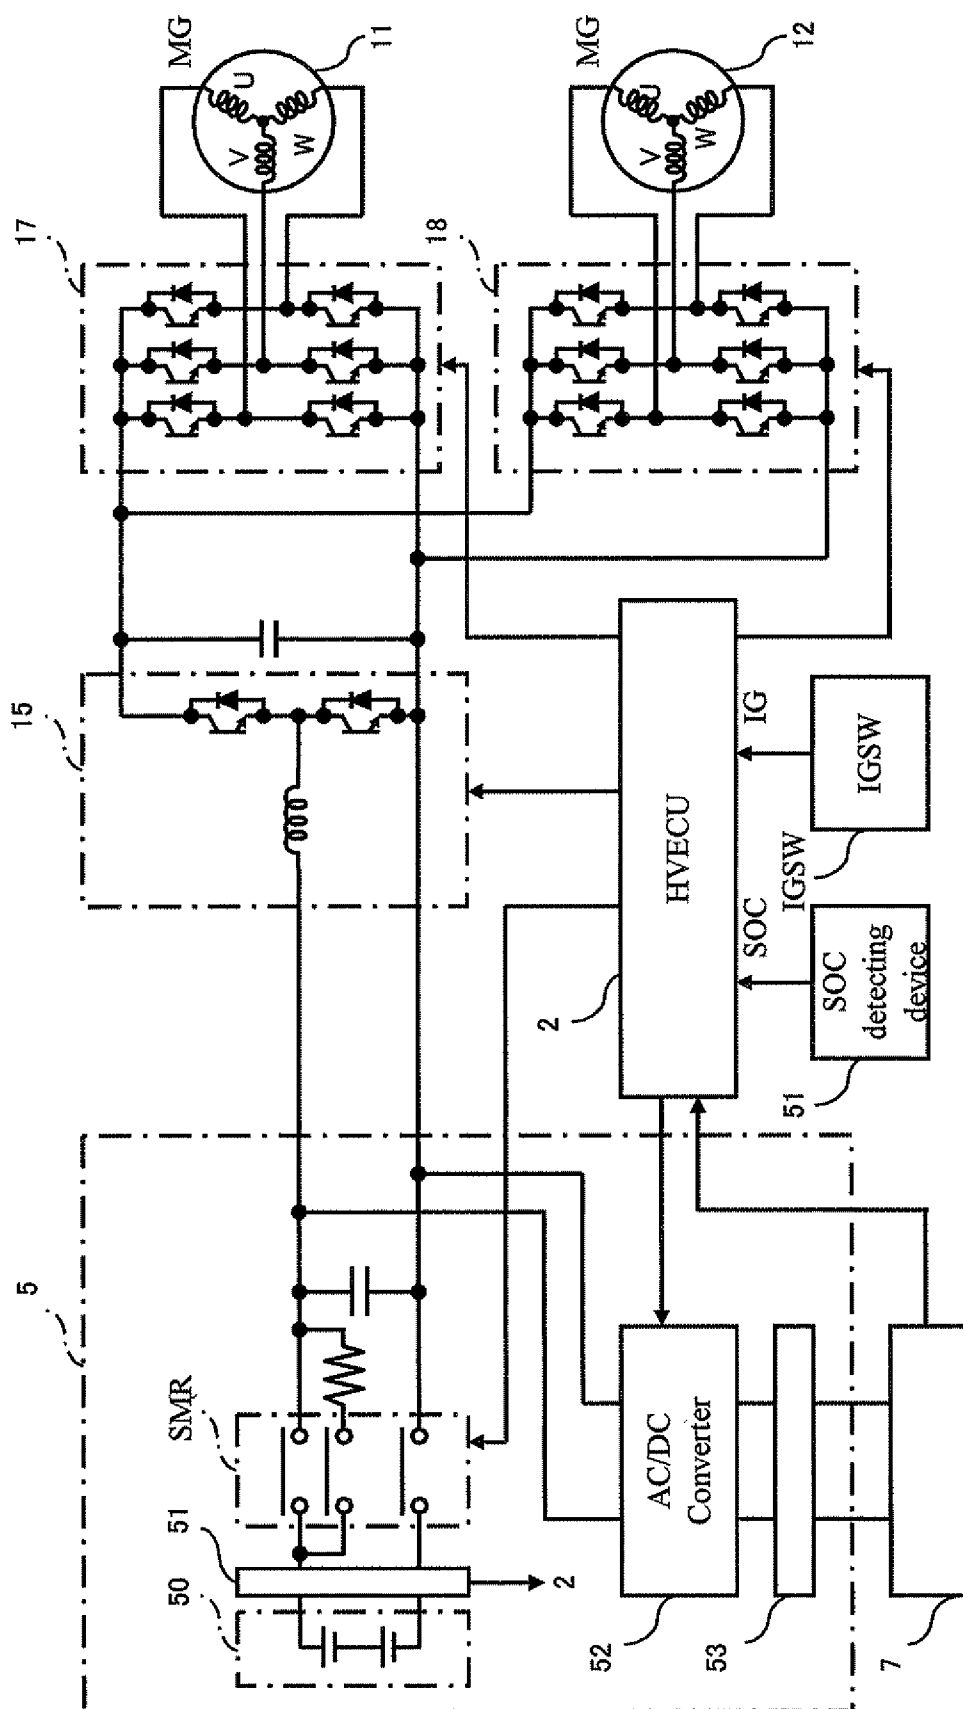 MG
11
U
V
W
17
MG
12
U
V
W
18
15
IG
IGSW
IGSW
HVECU
2
SOC
SOC
detecting
device
51
5
SMR
51
50
2
AC/DC
Converter
52
53
7